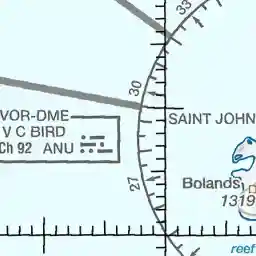 33
30
VOR-DME
V C BIRD
Ch 92 ANU
SAINT JOHN
27
Bolands
1319
reef